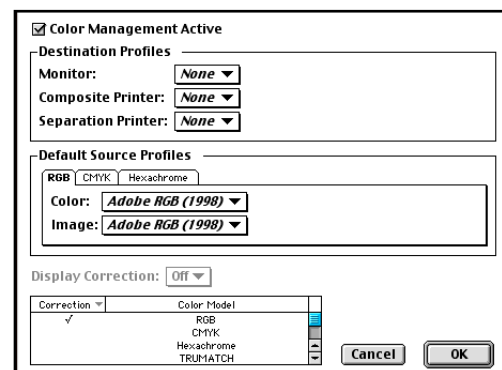 Color Management Active
Destination Profiles
Monitor: None
Composite Printer: None
Separation Printer: None
Default Source Profiles
RGB CMYK Hexachrome
Color: Adobe RGB (1998)
Image: Adobe RGB (1998)
Display Correction: Off
Correction Color Model
√ RGB
CMYK
Hexachrome
TRUMATCH
Cancel OK